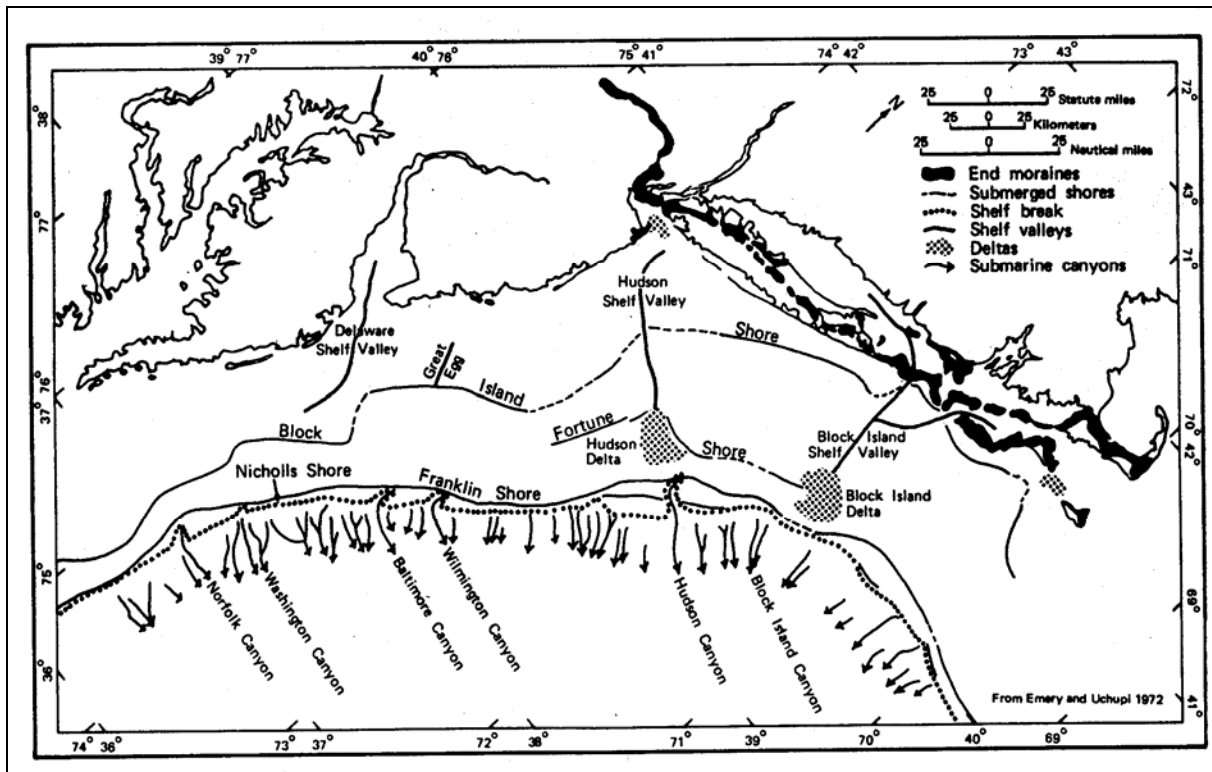 39° 77°
40° 76°
75° 41°
74° 42°
73° 43°
72°
38°
25 0 25 Statute miles
N
25 0 25 Kilometers
25 0 25 Nautical miles
End moraines
43°
Submerged shores
77°
Shelf break
Shelf valleys
71°
Deltas
Submarine canyons
Hudson
Shelf Valley
Delaware
Shelf Valley
Shore
Great
Egg
Island
37° 76°
Block
Fortune
Hudson
Delta
Shore
Block Island
Shelf Valley
70° 42°
Nicholls Shore
Franklin Shore
Block Island
Delta
75°
69°
Norfolk Canyon
Washington Canyon
Baltimore Canyon
Wilmington Canyon
Hudson Canyon
Block Island Canyon
36°
From Emery and Uchupi 1972
41°
74° 36°
73° 37°
72° 38°
71° 39°
70° 40° 69°